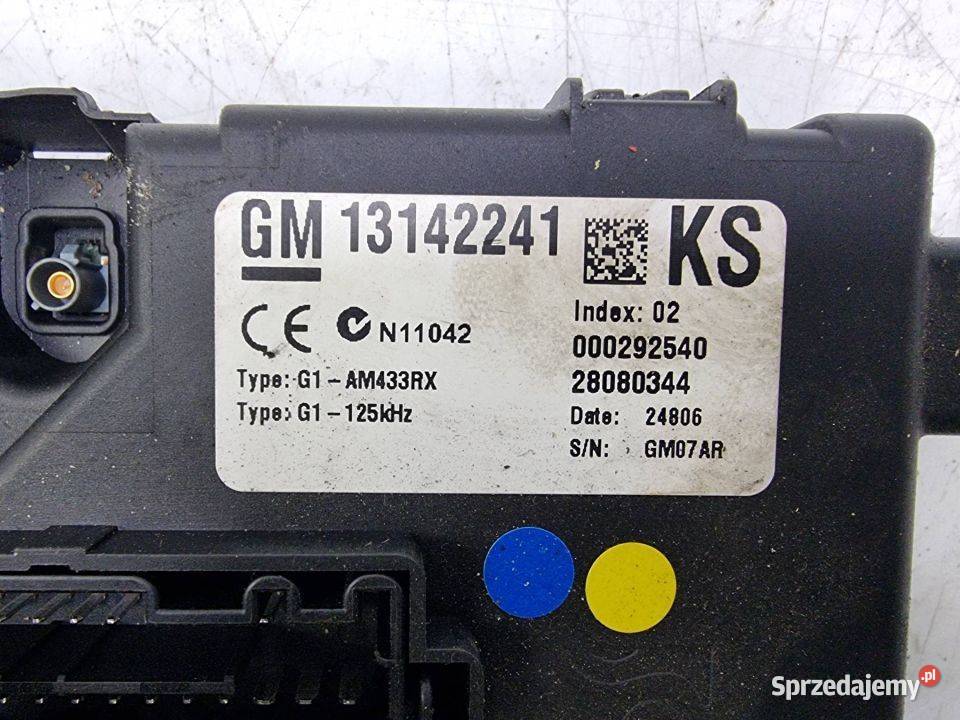 GM 13142241 KS
Index: 02
CE N11042
000292540
Type: G1-AM433RX
28080344
Type: G1-125kHz
Date: 24806
S/N: GM07AR
Sprzedajemy.pl